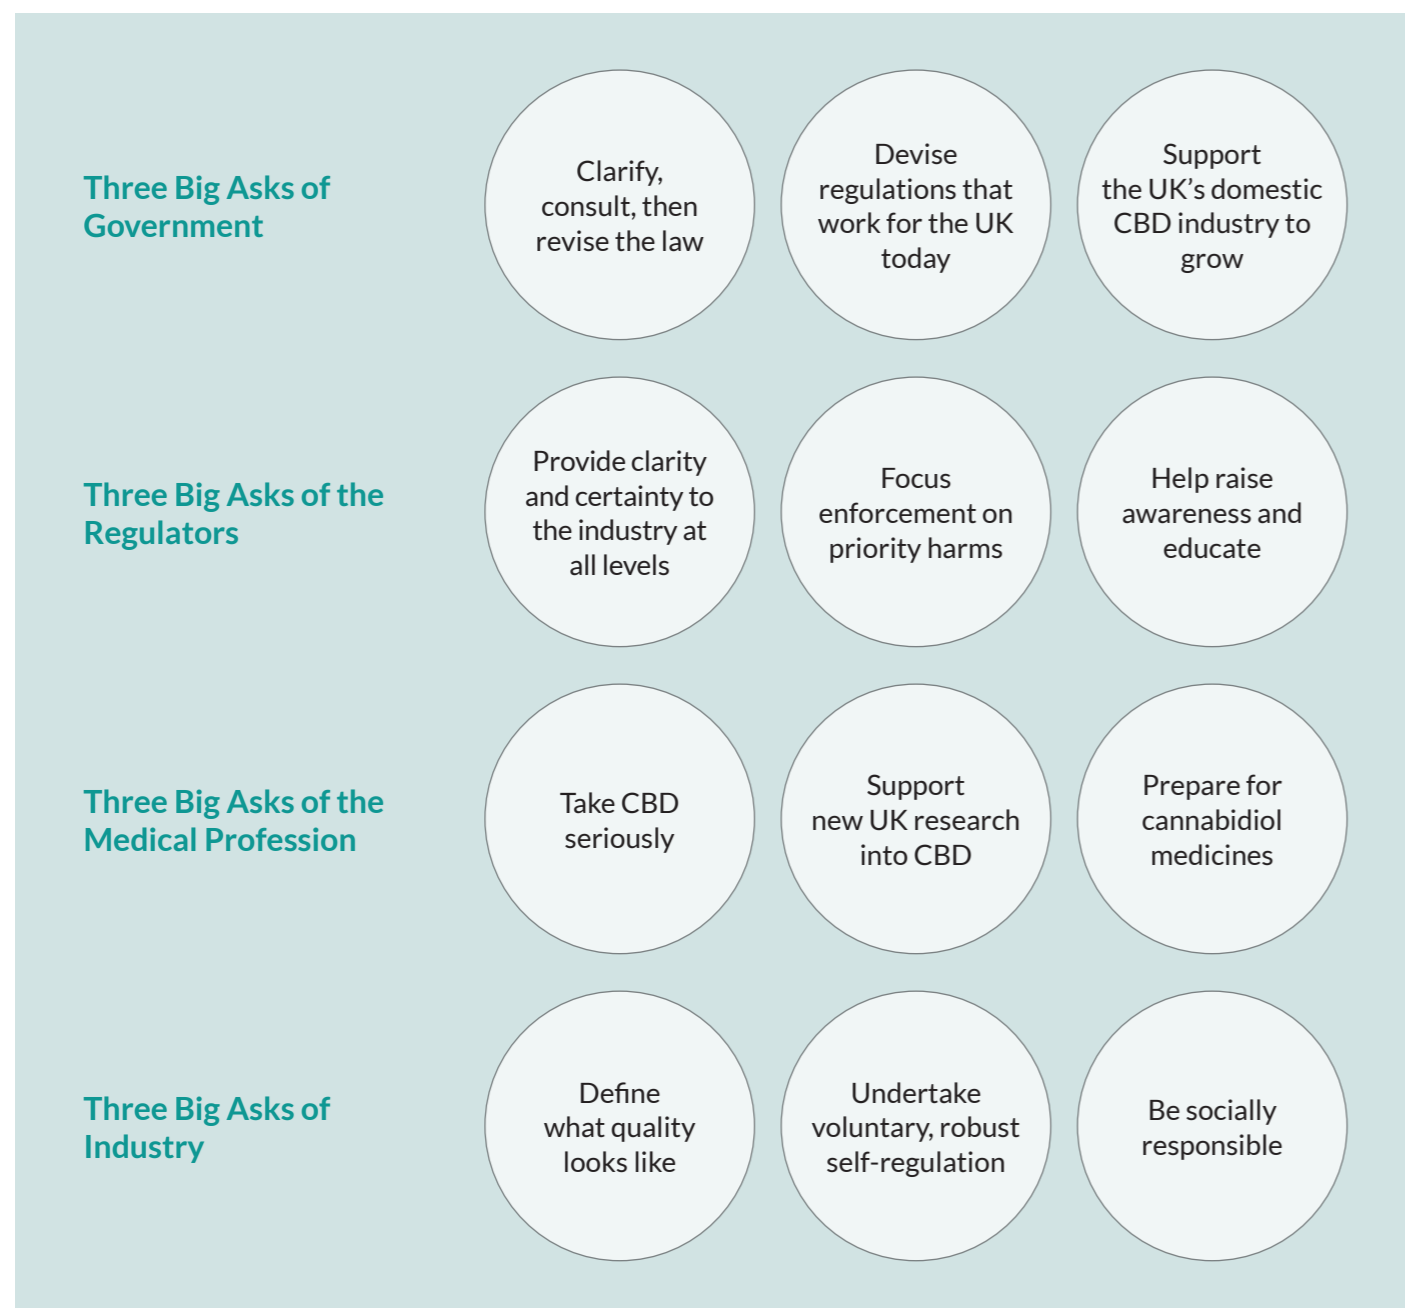 Three Big Asks of
Government
Clarify,
consult, then
revise the law
Devise
regulations that
work for the UK
today
Support
the UK’s domestic
CBD industry to
grow
Three Big Asks of the
Regulators
Provide clarity
and certainty to
the industry at
all levels
Focus
enforcement on
priority harms
Help raise
awareness and
educate
Three Big Asks of the
Medical Profession
Take CBD
seriously
Support
new UK research
into CBD
Prepare for
cannabidiol
medicines
Three Big Asks of
Industry
Define
what quality
looks like
Undertake
voluntary, robust
self-regulation
Be socially
responsible